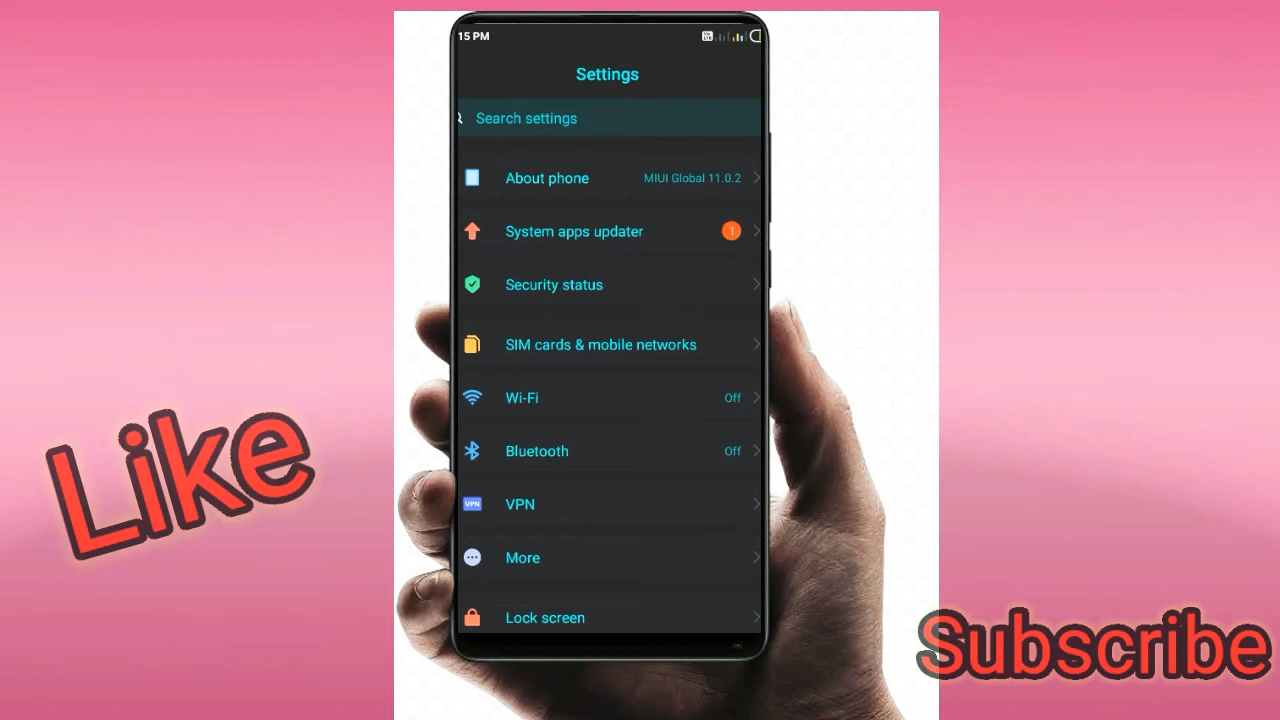 15 PM
Settings
Search settings
About phone MIUI Global 11.0.2
System apps updater 1
Security status
SIM cards & mobile networks
Wi-Fi Off
Bluetooth Off
VPN VPN
More
Lock screen
Like
Subscribe